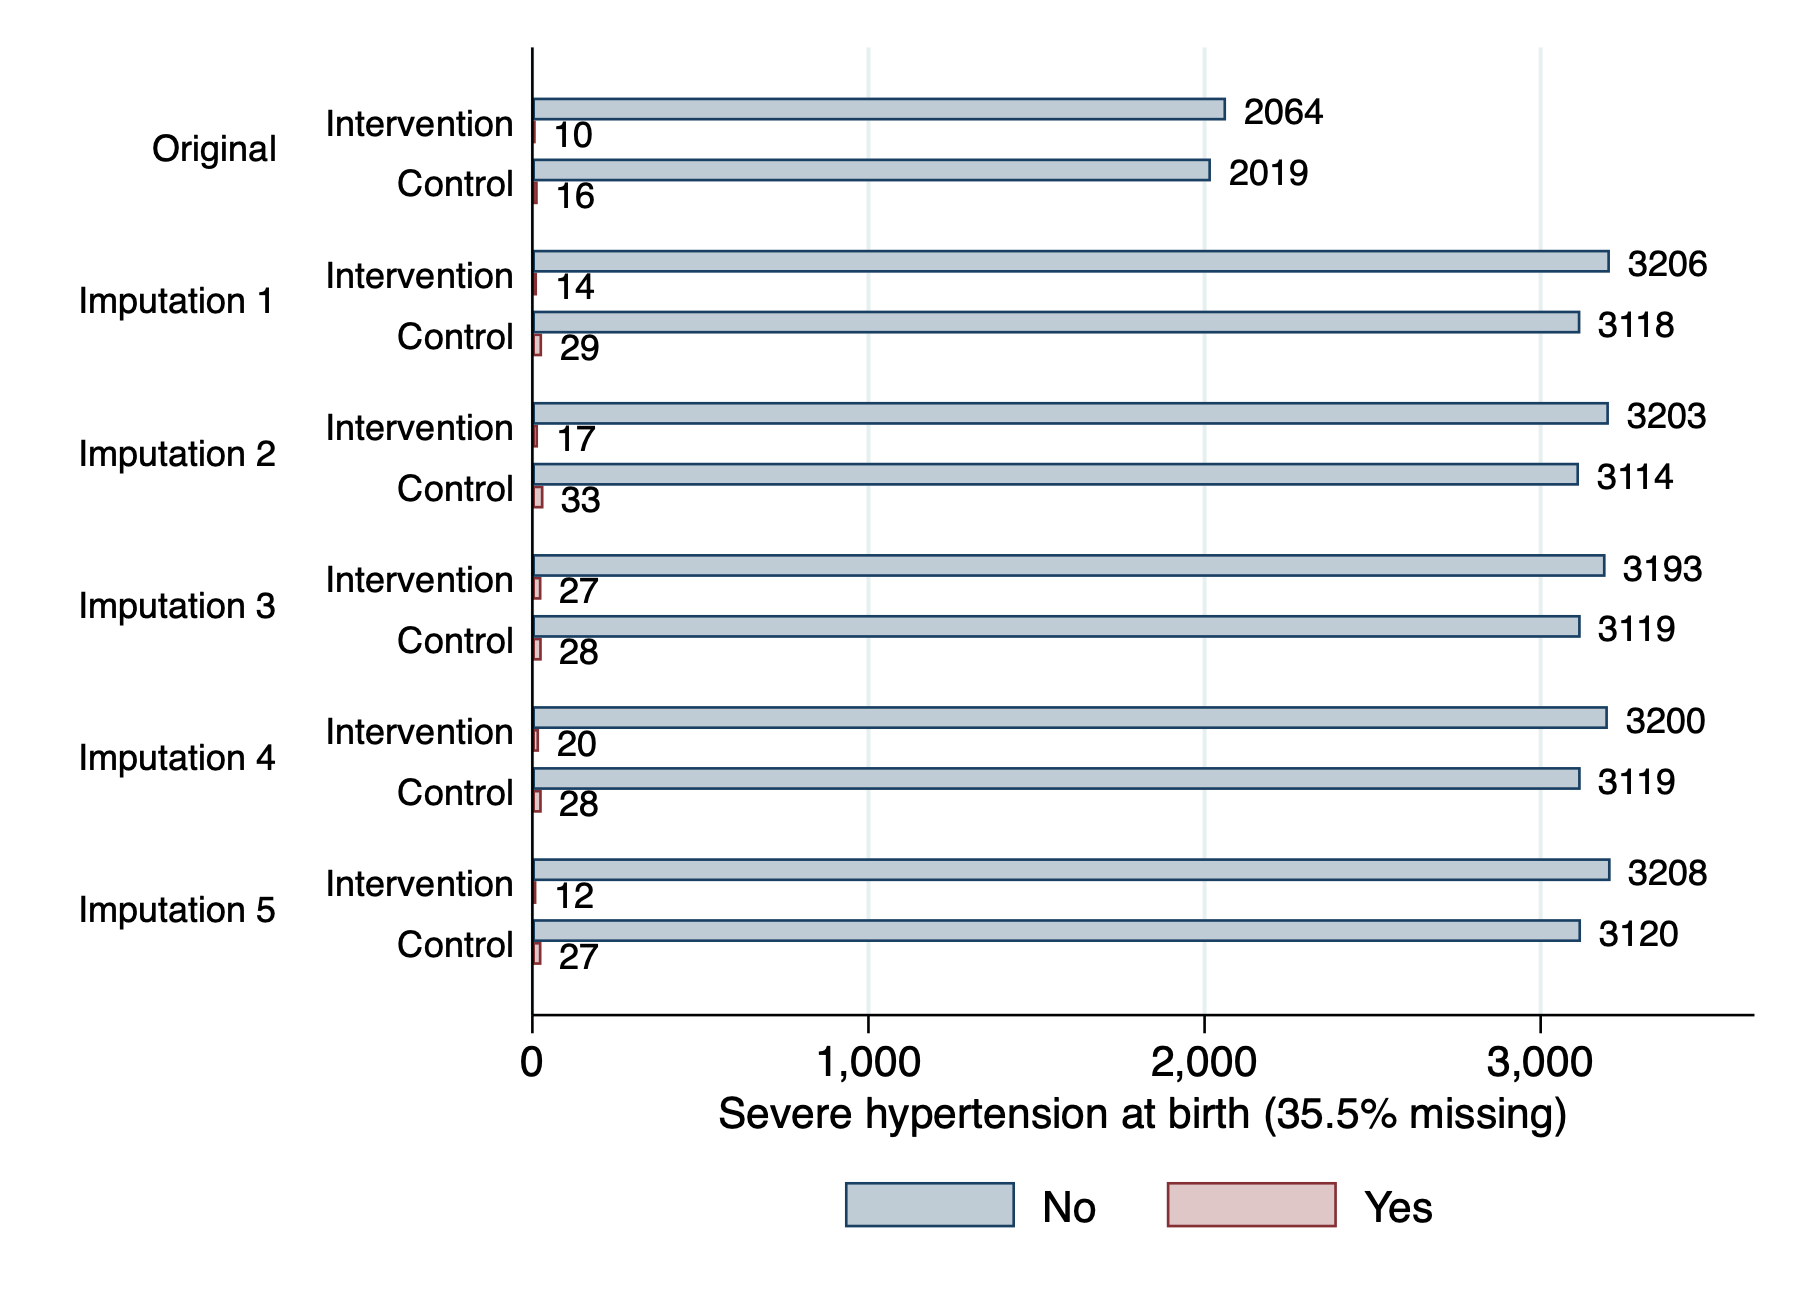 Original
Intervention
2064
10
Control
2019
16
Imputation 1
Intervention
3206
14
Control
3118
29
Imputation 2
Intervention
3203
17
Control
3114
33
Imputation 3
Intervention
3193
27
Control
3119
28
Imputation 4
Intervention
3200
20
Control
3119
28
Imputation 5
Intervention
3208
12
Control
3120
27
0 1,000 2,000 3,000
Severe hypertension at birth (35.5% missing)
No Yes